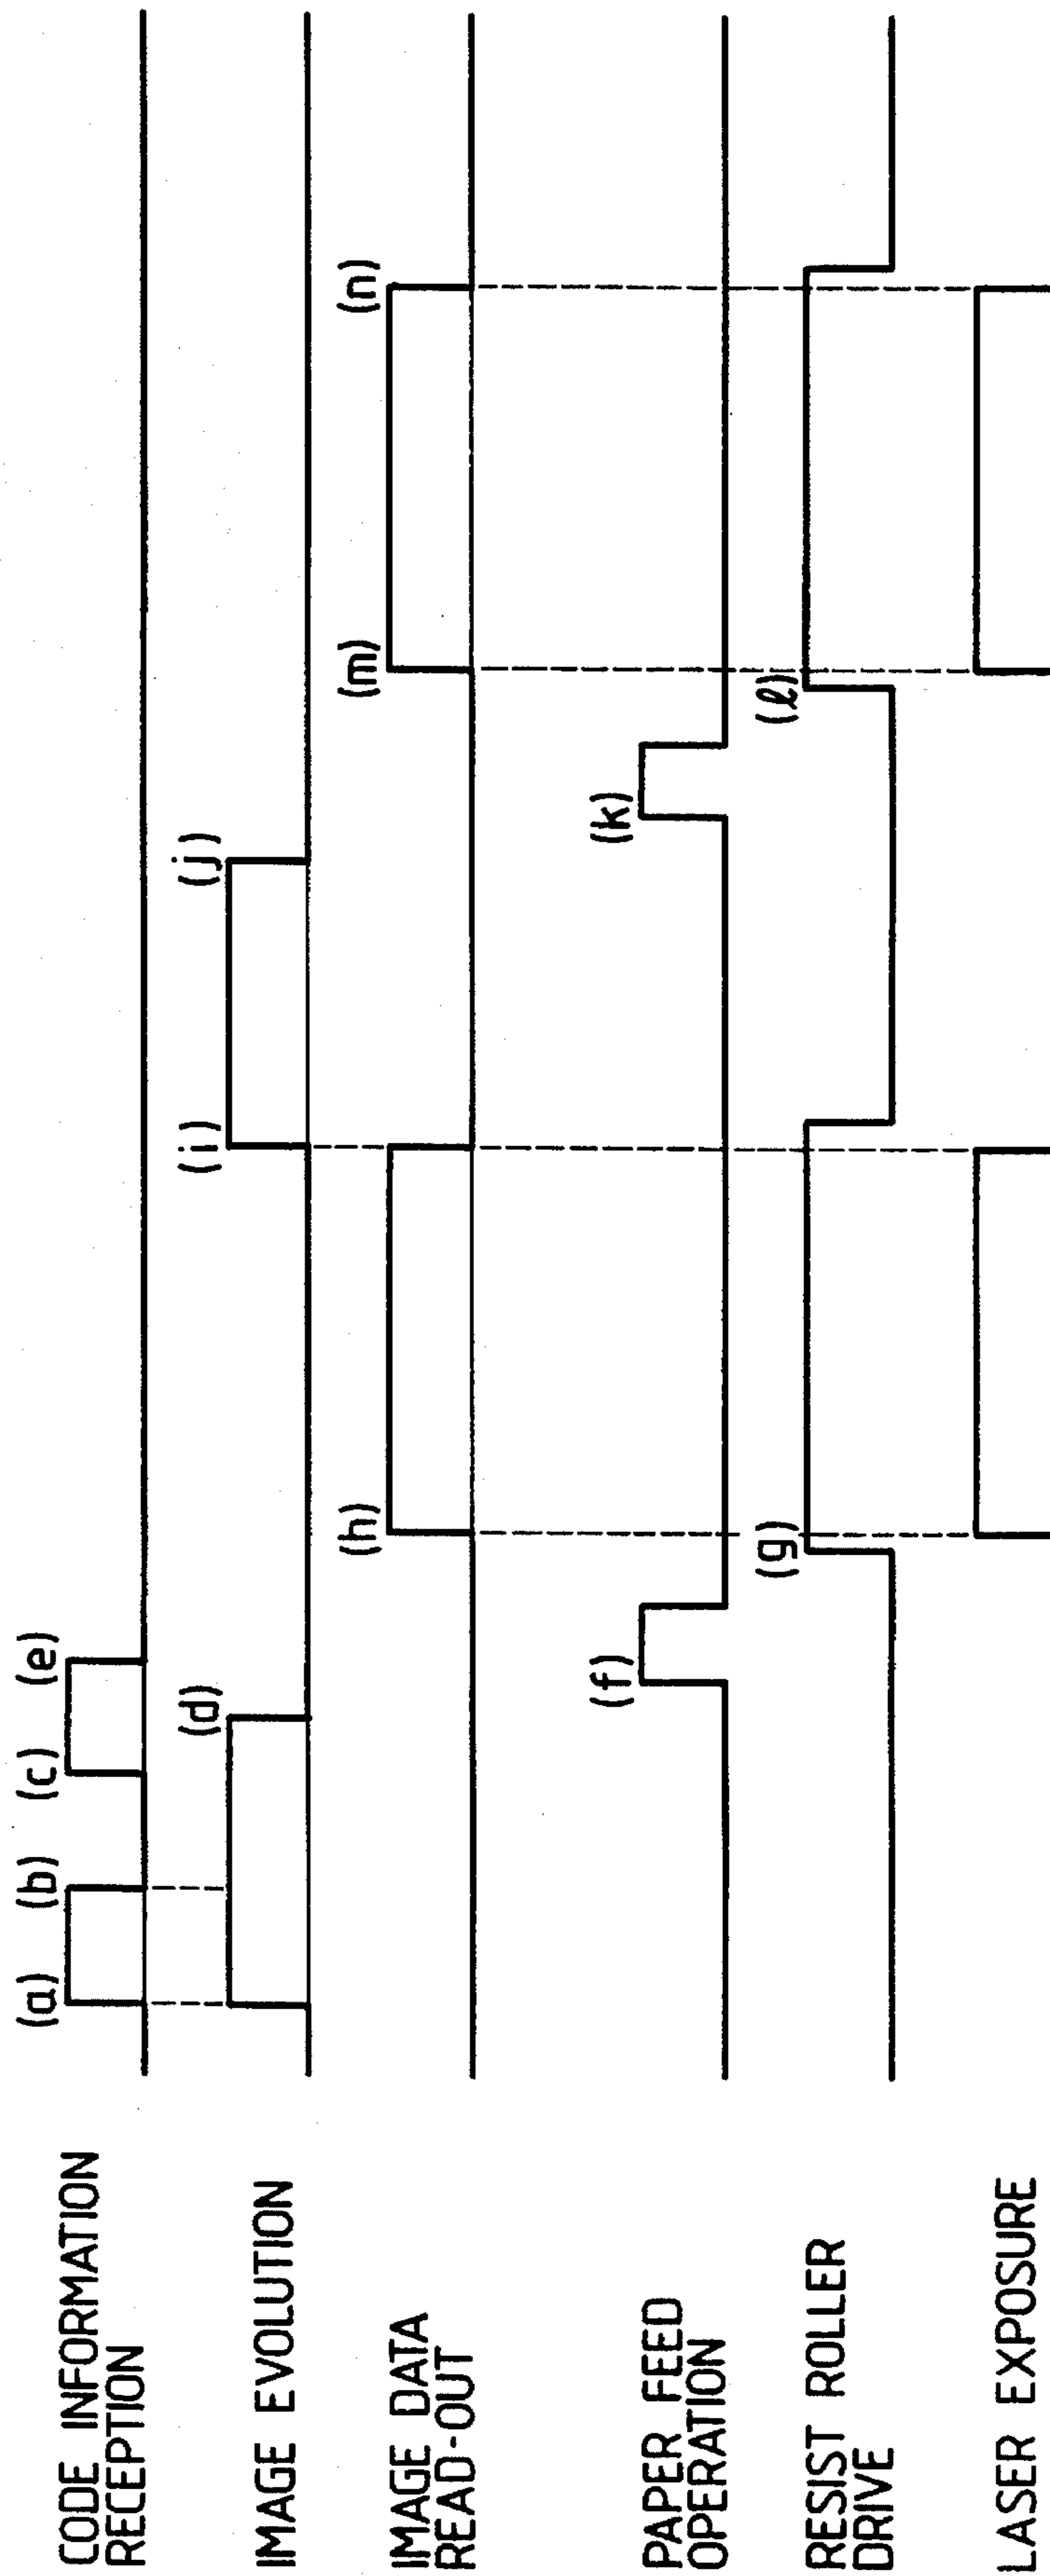 CODE INFORMATION
RECEPTION
(a) (b) (c) (e)
IMAGE EVOLUTION
(d) (i) (j)
IMAGE DATA
READ-OUT
(h) (m) (n)
PAPER FEED
OPERATION
(f) (k)
RESIST ROLLER
DRIVE
(g) (ℓ)
LASER EXPOSURE